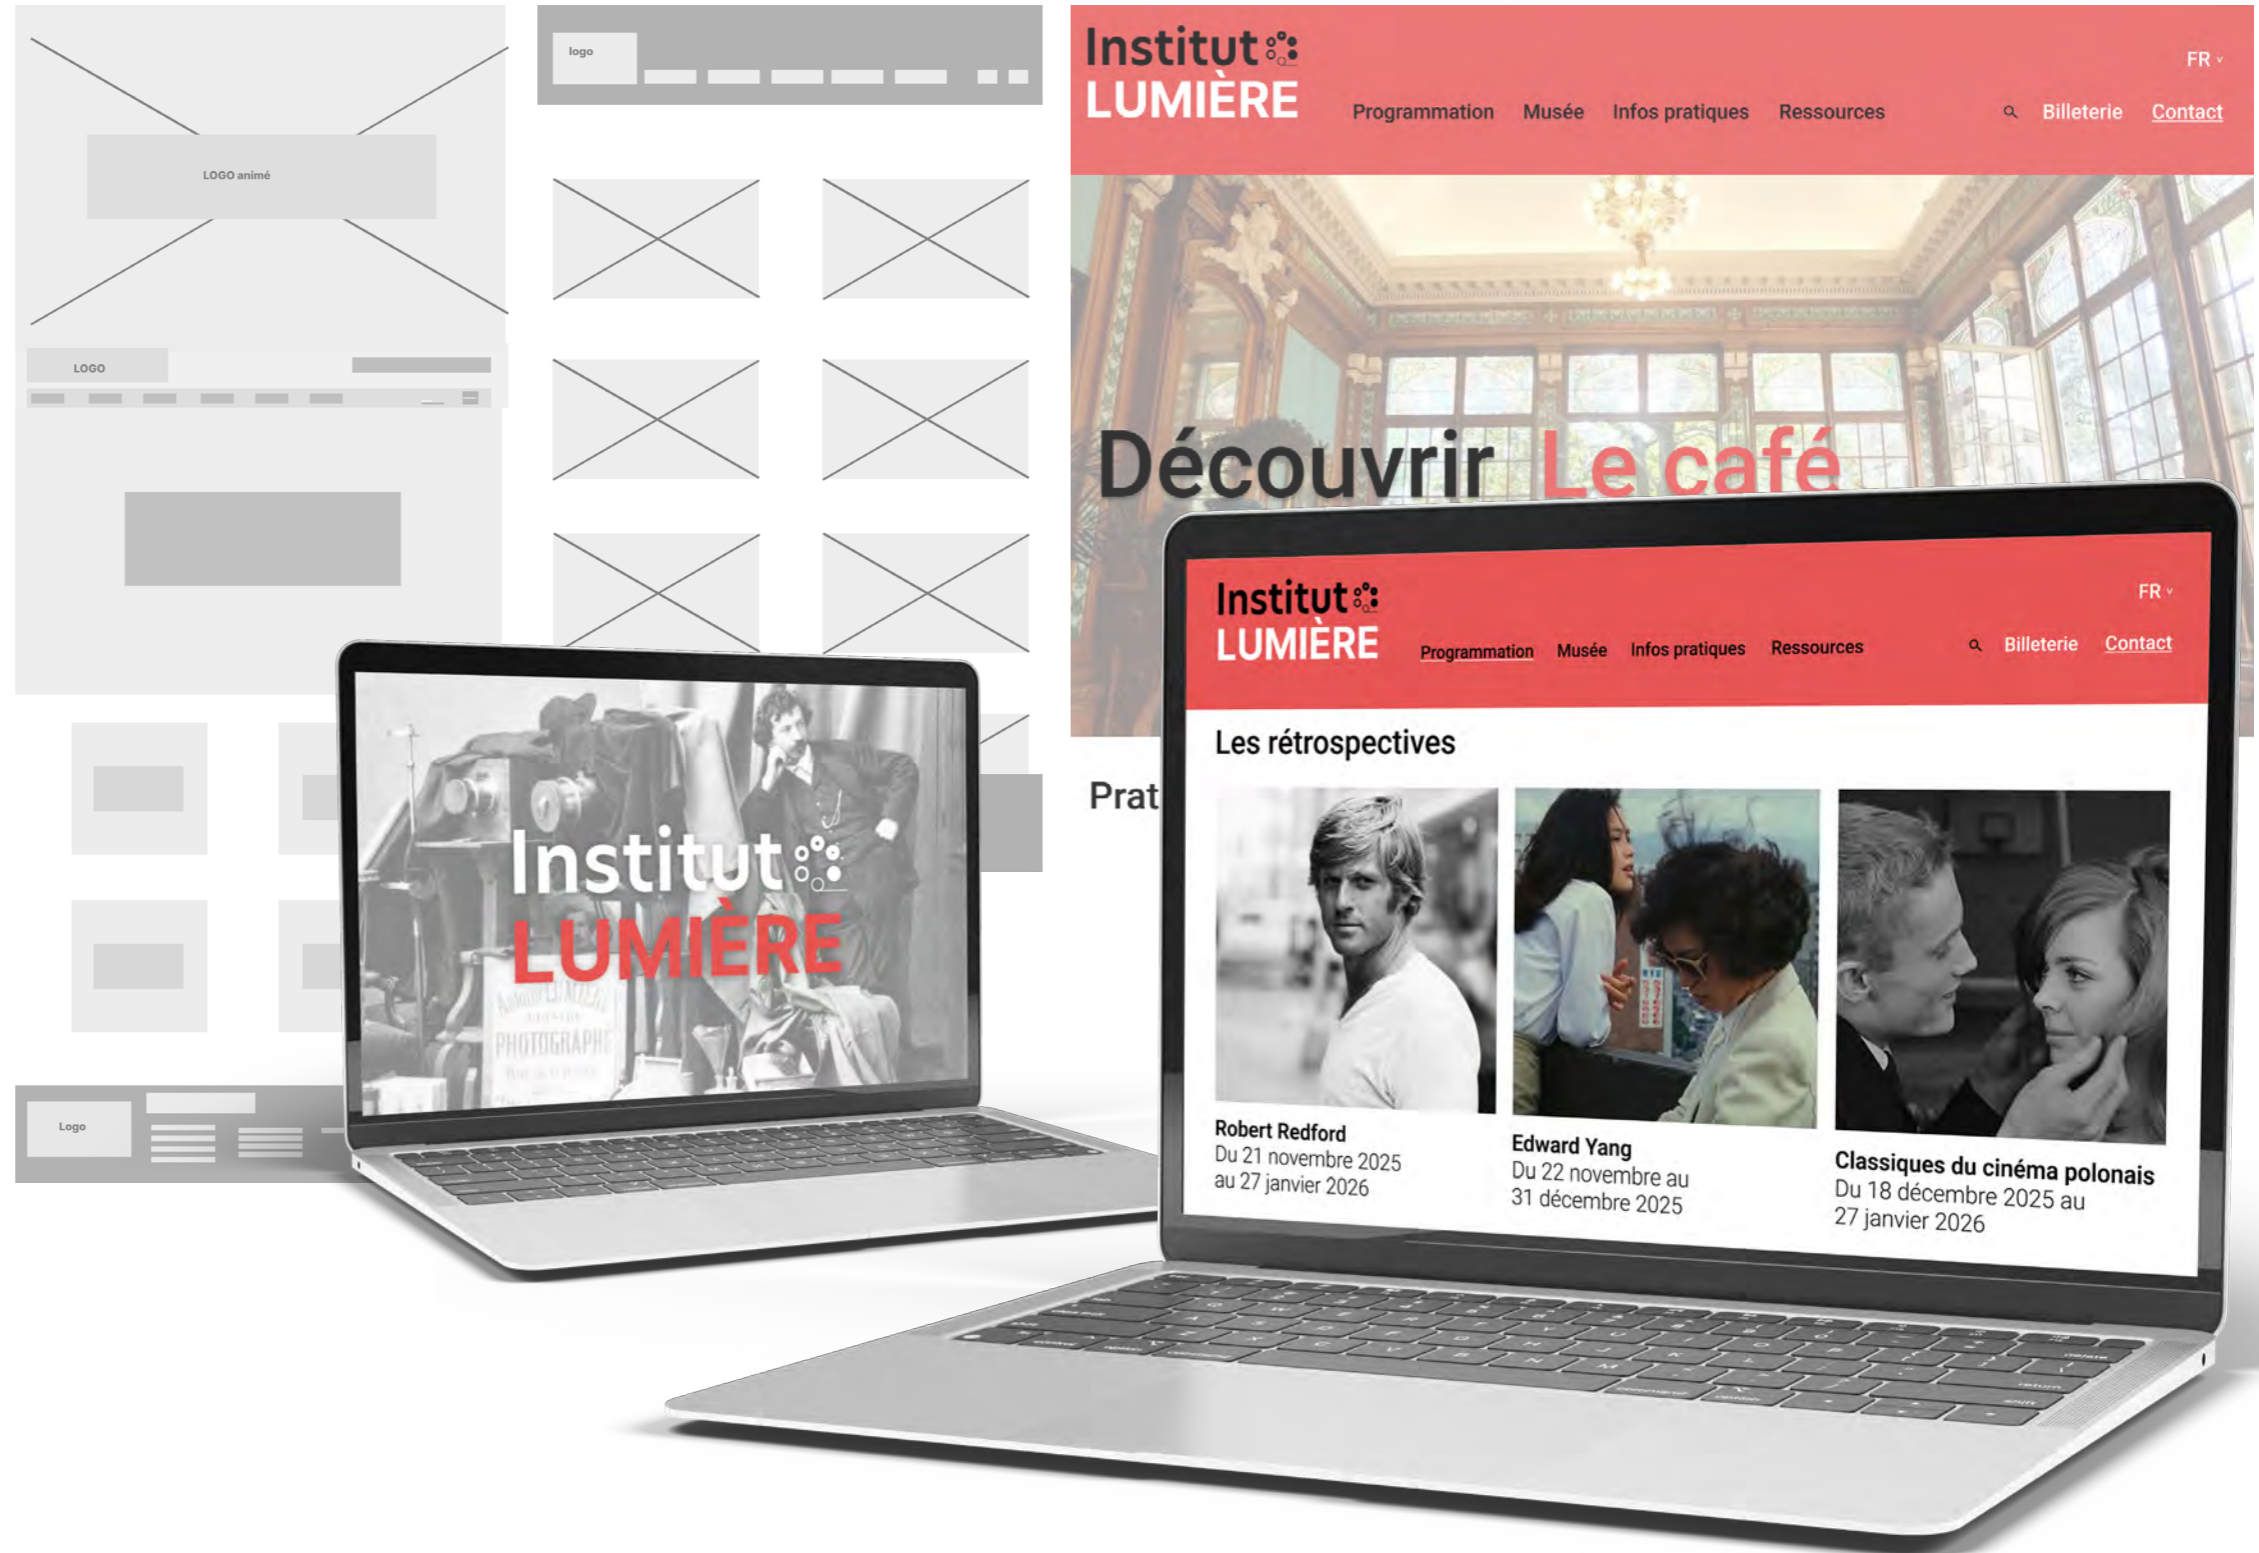 LOGO animé
LOGO
Logo
logo
Institut
LUMIÈRE
FR
Programmation Musée Infos pratiques Ressources
Billeterie Contact
Découvrir Le café
Prat
Institut
LUMIÈRE
PHOTOGRAPHE
Institut
LUMIÈRE
FR
Programmation Musée Infos pratiques Ressources
Billeterie Contact
Les rétrospectives
Robert Redford
Du 21 novembre 2025
au 27 janvier 2026
Edward Yang
Du 22 novembre au
31 décembre 2025
Classiques du cinéma polonais
Du 18 décembre 2025 au
27 janvier 2026